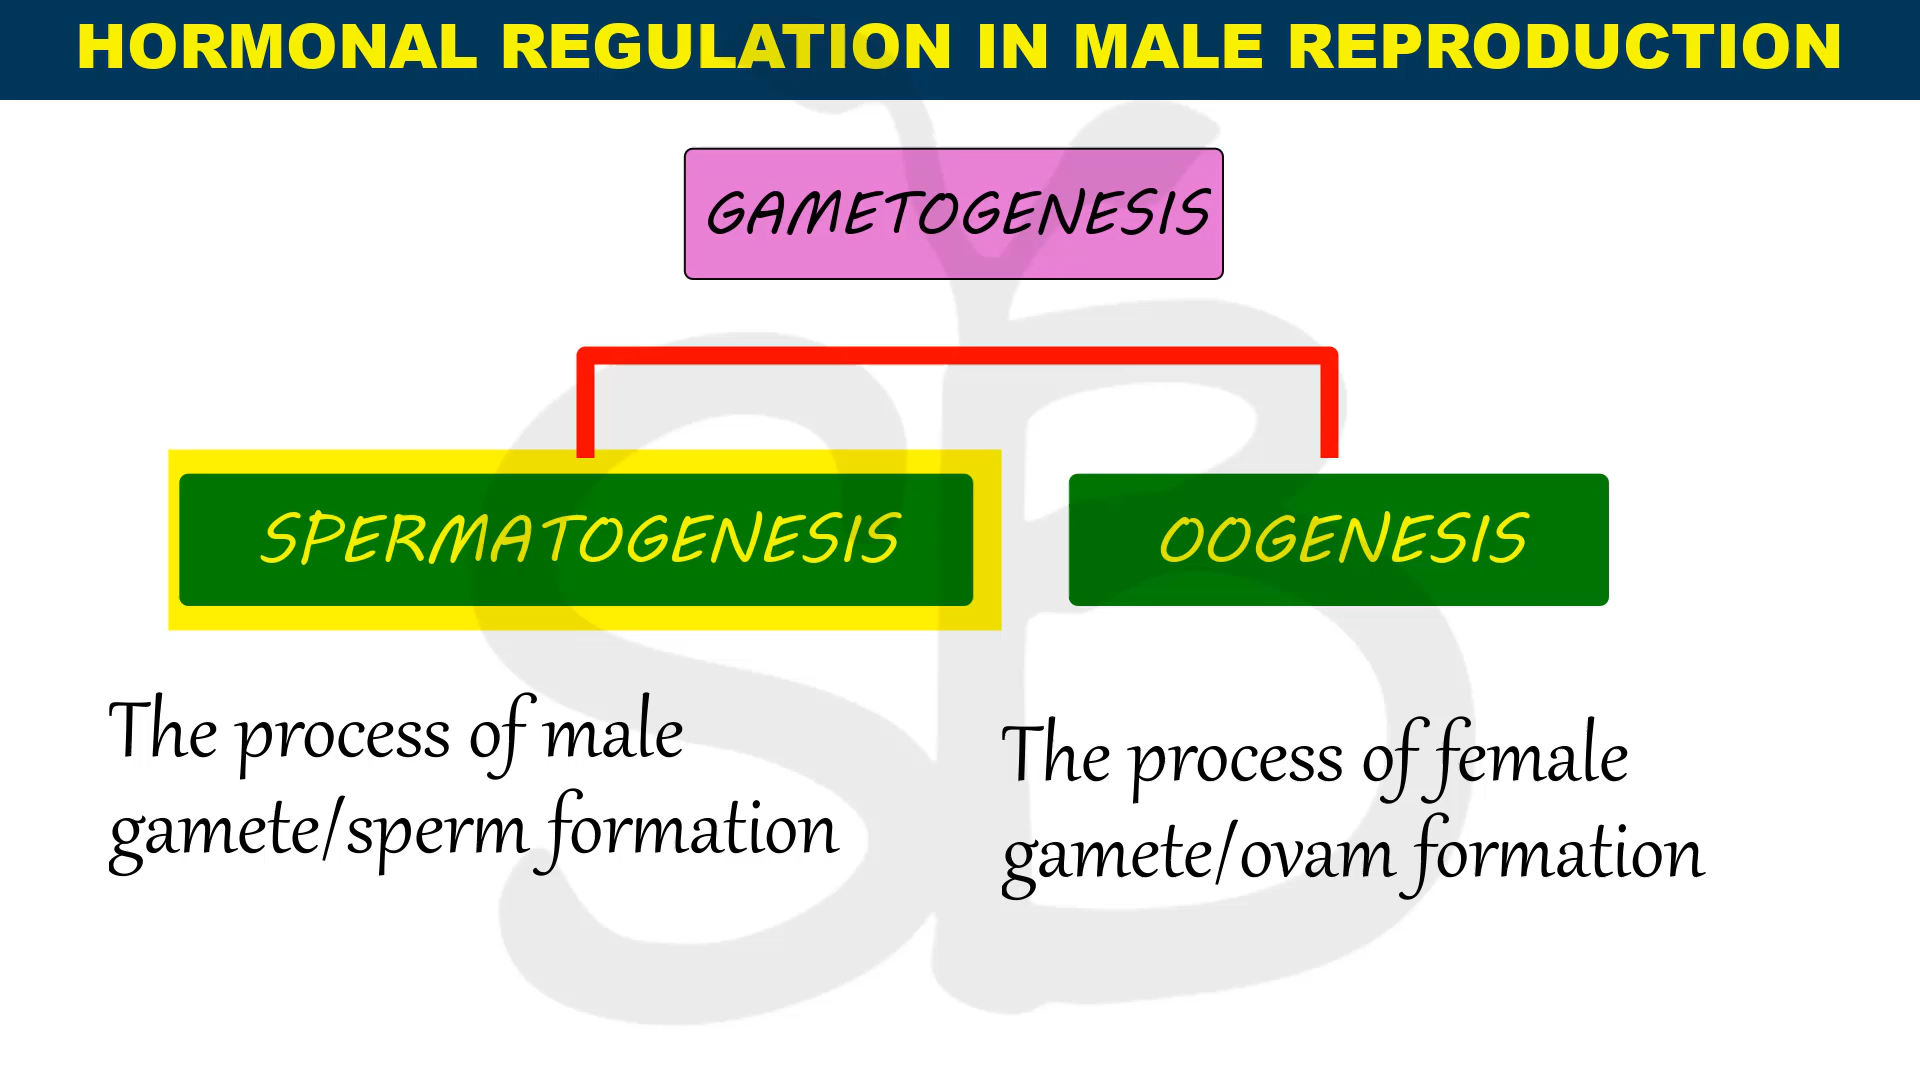 HORMONAL REGULATION IN MALE REPRODUCTION
GAMETOGENESIS
SPERMATOGENESIS
OOGENESIS
The process of male
gamete/sperm formation
The process of female
gamete/ovam formation
SB